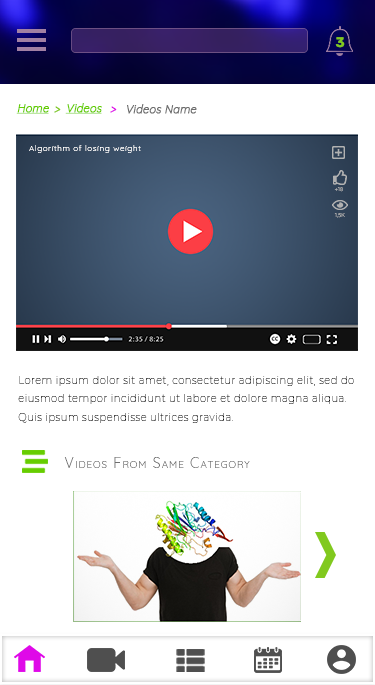 3
Home > Videos > Videos Name
Algorithm of losing weight
+18
1,5K
2:35 / 8:25
CC
Lorem ipsum dolor sit amet, consectetur adipiscing elit, sed do
eiusmod tempor incididunt ut labore et dolore magna aliqua.
Quis ipsum suspendisse ultrices gravida.
Videos From Same Category